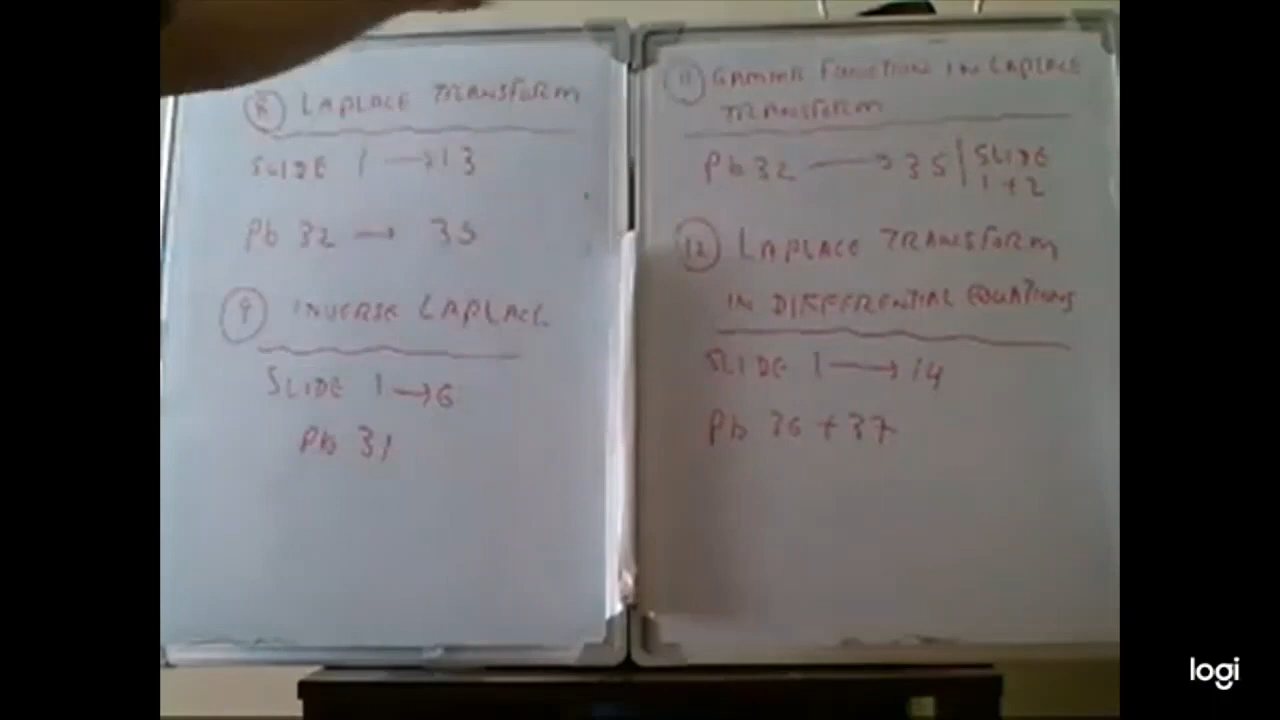 8 LAPLACE TRANSFORM
SLIDE 1 → 13
Pb 32 → 35
9 INVERSE LAPLACE
SLIDE 1 → 6
Pb 31
11 GAMMA FUNCTION IN LAPLACE
TRANSFORM
Pb 32 → 35 | SLIDE
1 + 2
12 LAPLACE TRANSFORM
IN DIFFERENTIAL EQUATIONS
SLIDE 1 → 14
Pb 36 + 37
logi